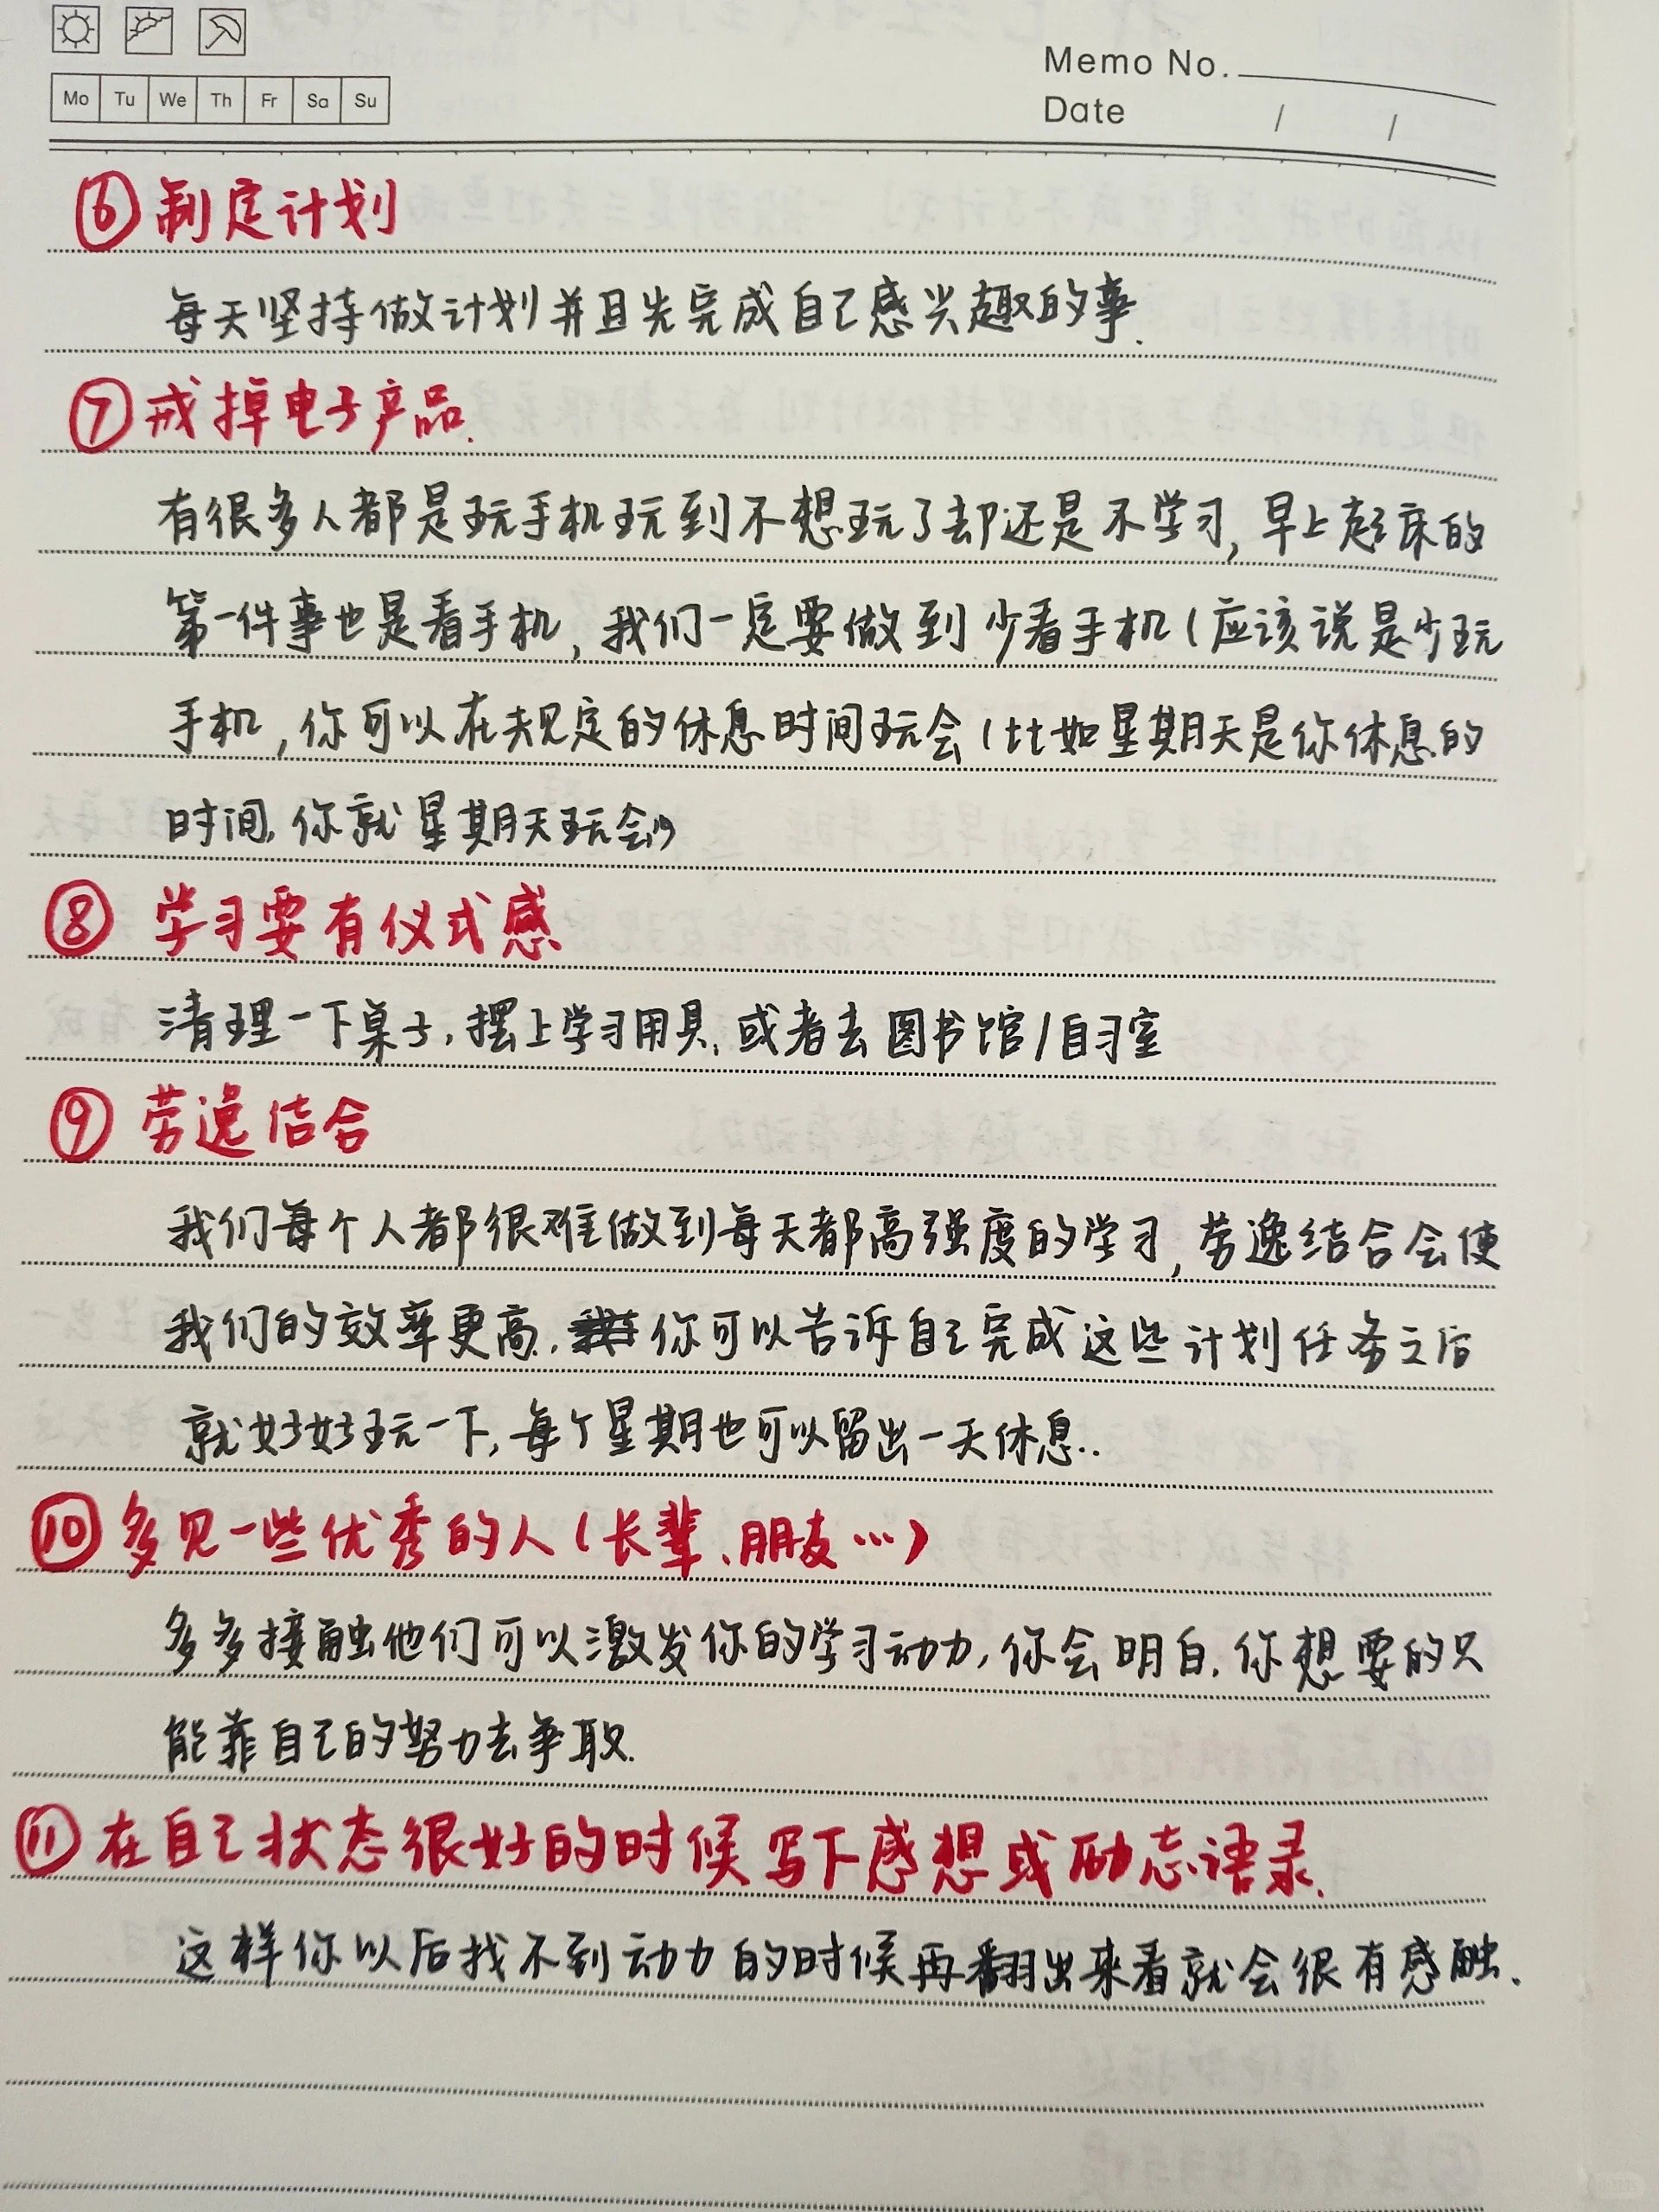 Memo No.
Mo Tu We Th Fr Sa Su
Date / /
⑥制定计划
每天坚持做计划并且先完成自己感兴趣的事.
⑦戒掉电子产品.
有很多人都是玩手机玩到不想玩了却还是不学习,早上起床的
第一件事也是看手机,我们一定要做到少看手机(应该说是少玩
手机,你可以在规定的休息时间玩会(比如星期天是你休息的
时间,你就星期天玩会))
⑧ 学习要有仪式感
清理一下桌子,摆上学习用具,或者去图书馆/自习室
⑨ 劳逸结合
我们每个人都很难做到每天都高强度的学习,劳逸结合会使
我们的效率更高.你可以告诉自己完成这些计划任务之后
就好好玩一下,每个星期也可以留出一天休息..
⑩多见一些优秀的人(长辈、朋友…)
多多接触他们可以激发你的学习动力,你会明白,你想要的只
能靠自己的努力去争取.
⑪在自己状态很好的时候写下感想或励志语录.
这样你以后找不到动力的时候再翻出来看就会很有感触.